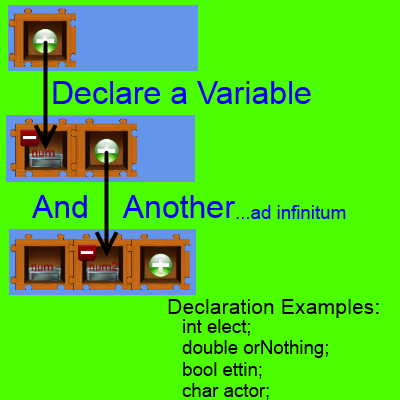 Declare a Variable
num
And Another...ad infinitum
num num2
Declaration Examples:
int elect;
double orNothing;
bool ettin;
char actor;